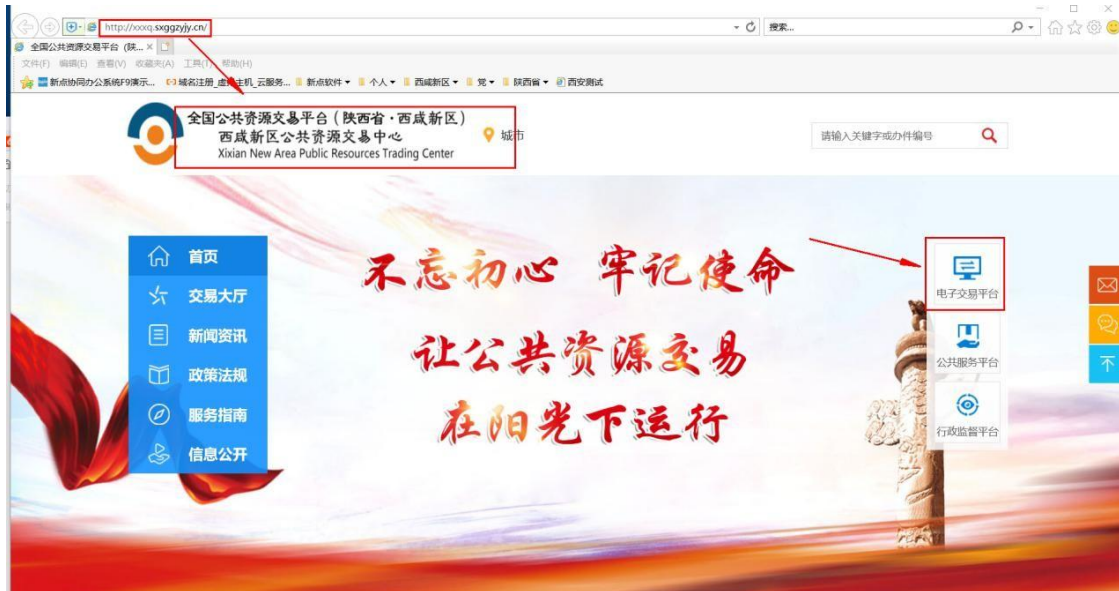 http://xxxq.sxggzyjy.cn/
搜索...
全国公共资源交易平台（陕... ×
文件(F) 编辑(E) 查看(V) 收藏夹(A) 工具(T) 帮助(H)
新点协同办公系统F9演示... 域名注册_虚拟主机_云服务... 新点软件 个人 西咸新区 党 陕西省 西安测试
全国公共资源交易平台（陕西省·西咸新区）
西咸新区公共资源交易中心
Xixian New Area Public Resources Trading Center
城市
请输入关键字或办件编号
首页
交易大厅
新闻资讯
政策法规
服务指南
信息公开
不忘初心 牢记使命
让公共资源交易
在阳光下运行
电子交易平台
公共服务平台
行政监督平台